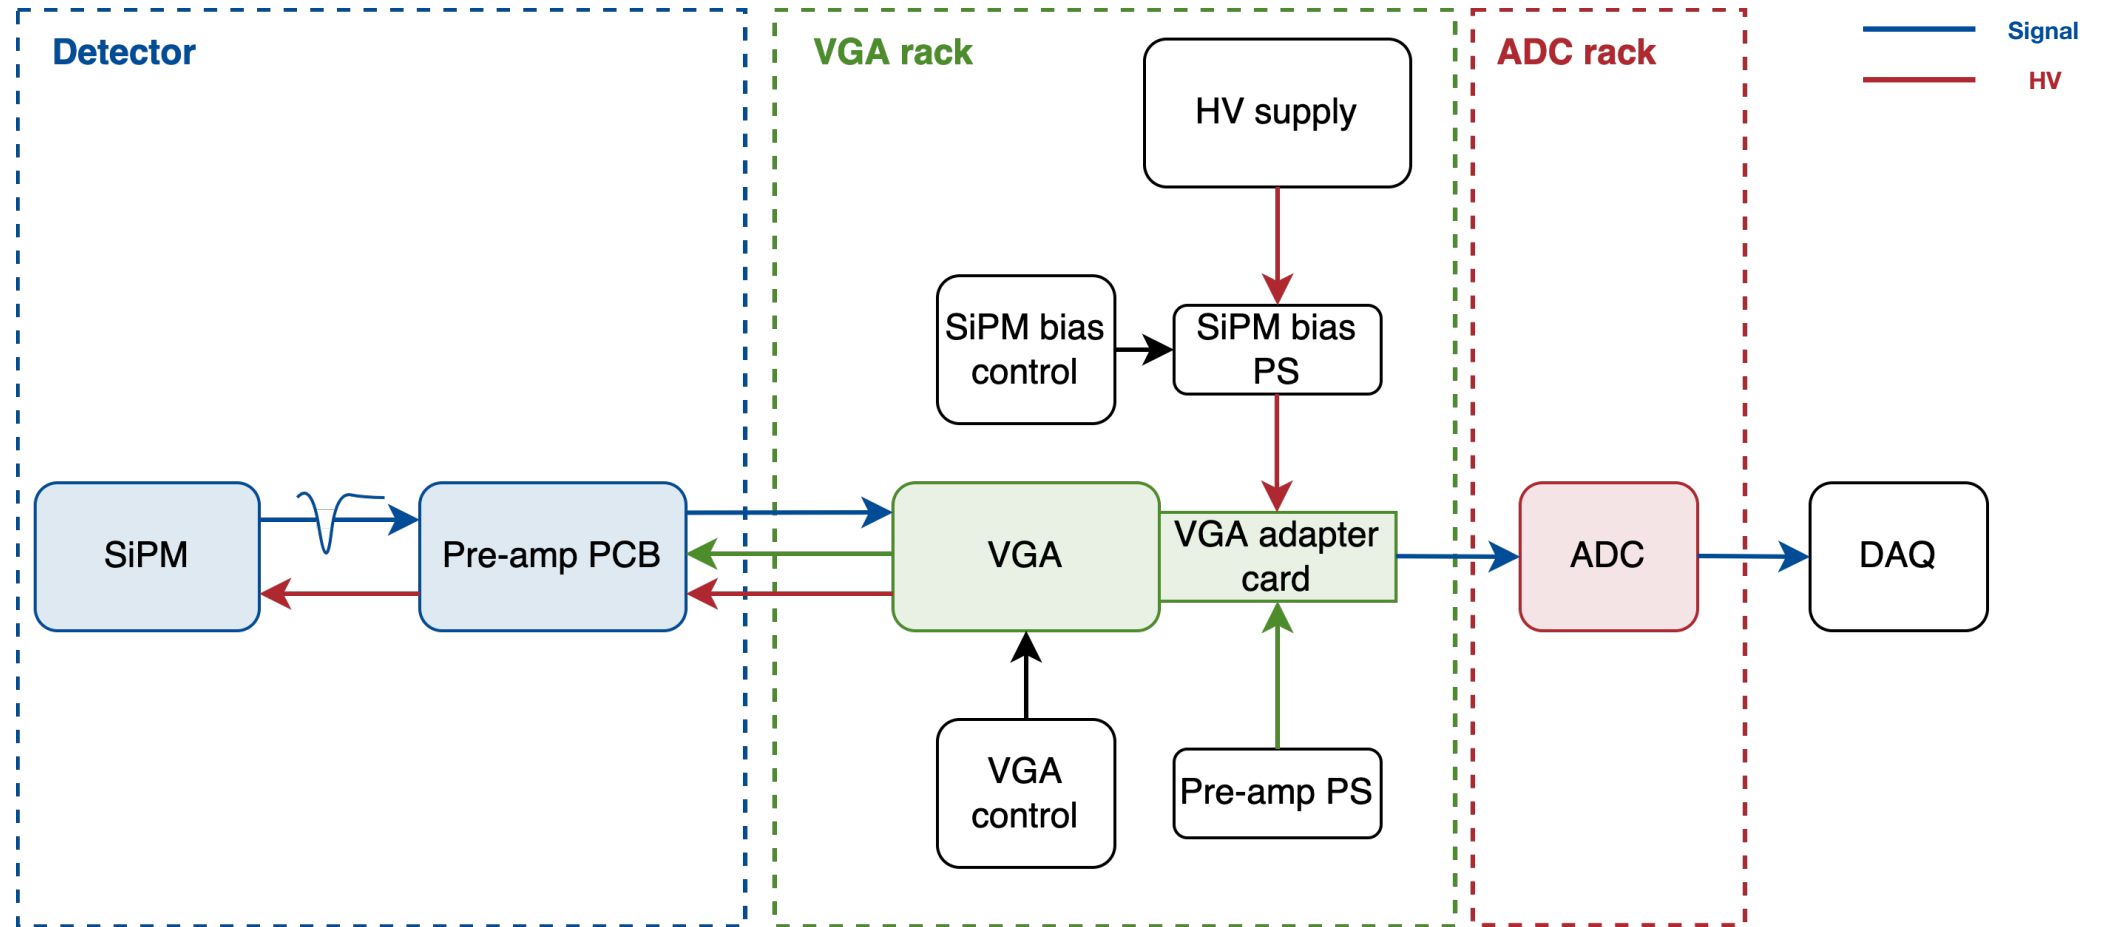 Detector
VGA rack
ADC rack
Signal
HV
HV supply
SiPM bias
control
SiPM bias
PS
SiPM
Pre-amp PCB
VGA
VGA adapter
card
ADC
DAQ
VGA
control
Pre-amp PS